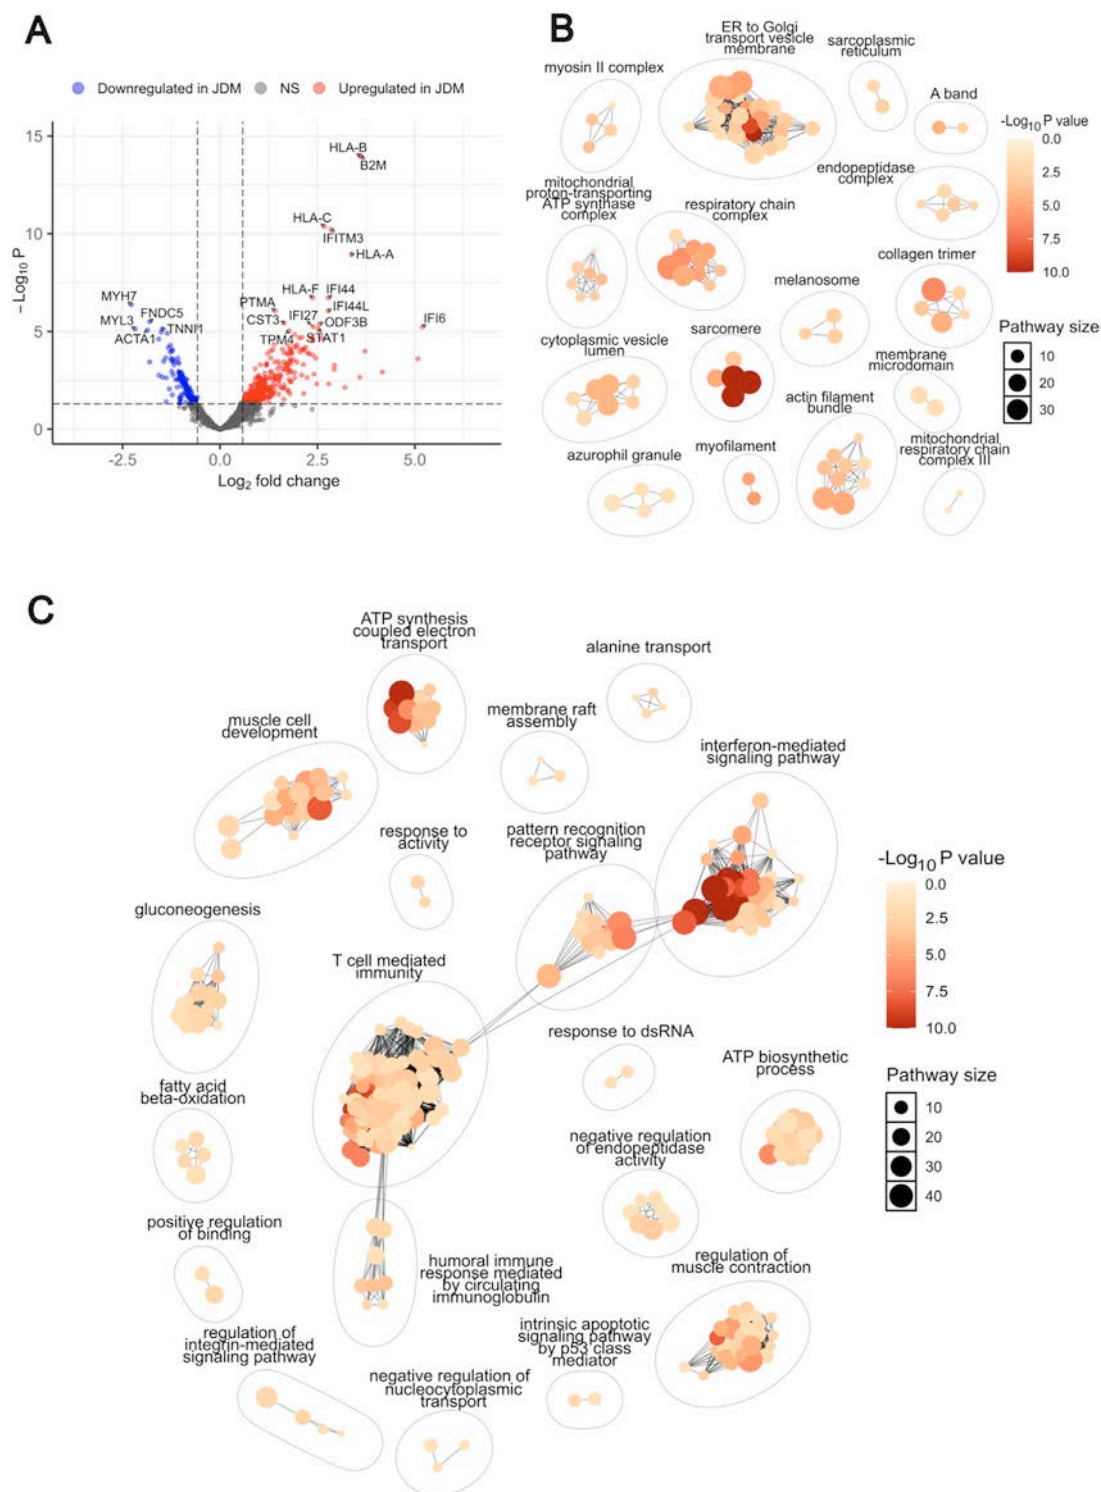 A
Downregulated in JDM NS Upregulated in JDM
15
10
5
0
-2.5 0.0 2.5 5.0
−Log10 P
Log2 fold change
HLA-B
B2M
HLA-C
IFITM3
HLA-A
HLA-F IFI44
PTMA IFI44L
CST3 IFI27 ODF3B IFI6
TPM4 STAT1
MYH7
FNDC5
MYL3 TNNI1
ACTA1
B
ER to Golgi
transport vesicle
membrane
sarcoplasmic
reticulum
myosin II complex
A band
endopeptidase
complex
mitochondrial
proton-transporting
ATP synthase
complex
respiratory chain
complex
collagen trimer
melanosome
cytoplasmic vesicle
lumen
sarcomere
membrane
microdomain
actin filament
bundle
azurophil granule
myofilament
mitochondrial
respiratory chain
complex III
-Log10 P value
0.0
2.5
5.0
7.5
10.0
Pathway size
10
20
30
C
ATP synthesis
coupled electron
transport
alanine transport
muscle cell
development
membrane raft
assembly
interferon-mediated
signaling pathway
response to
activity
pattern recognition
receptor signaling
pathway
gluconeogenesis
T cell mediated
immunity
response to dsRNA
ATP biosynthetic
process
fatty acid
beta-oxidation
negative regulation
of endopeptidase
activity
positive regulation
of binding
humoral immune
response mediated
by circulating
immunoglobulin
regulation of
muscle contraction
regulation of
integrin-mediated
signaling pathway
intrinsic apoptotic
signaling pathway
by p53 class
mediator
negative regulation of
nucleocytoplasmic
transport
-Log10 P value
0.0
2.5
5.0
7.5
10.0
Pathway size
10
20
30
40